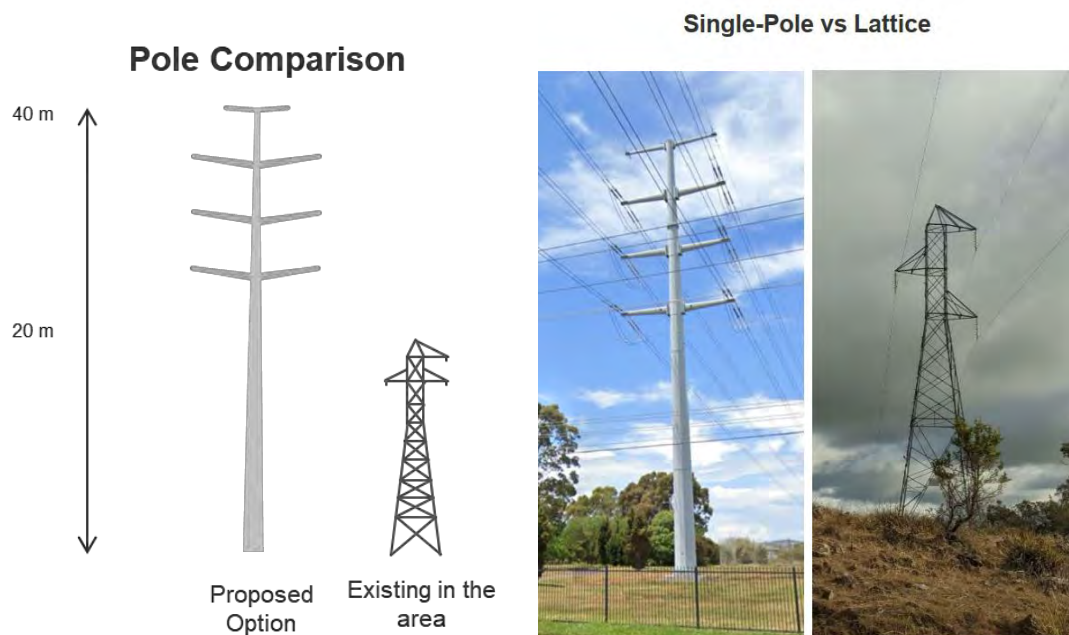 Single-Pole vs Lattice
Pole Comparison
40 m
20 m
Proposed
Option
Existing in the
area